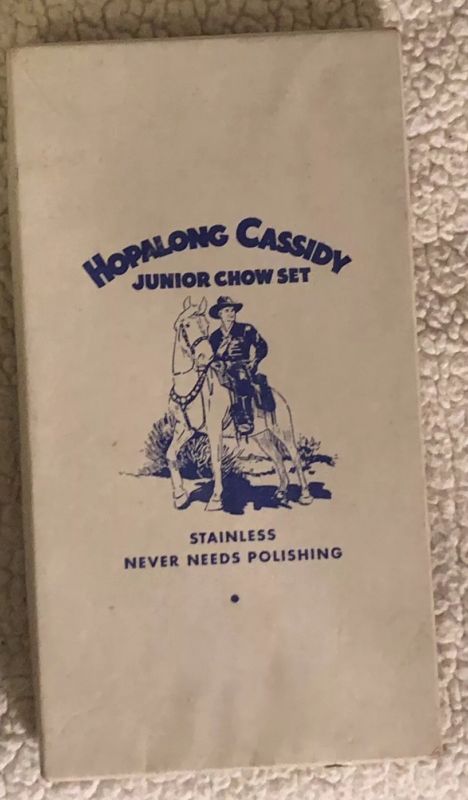 HOPALONG CASSIDY
JUNIOR CHOW SET
STAINLESS
NEVER NEEDS POLISHING